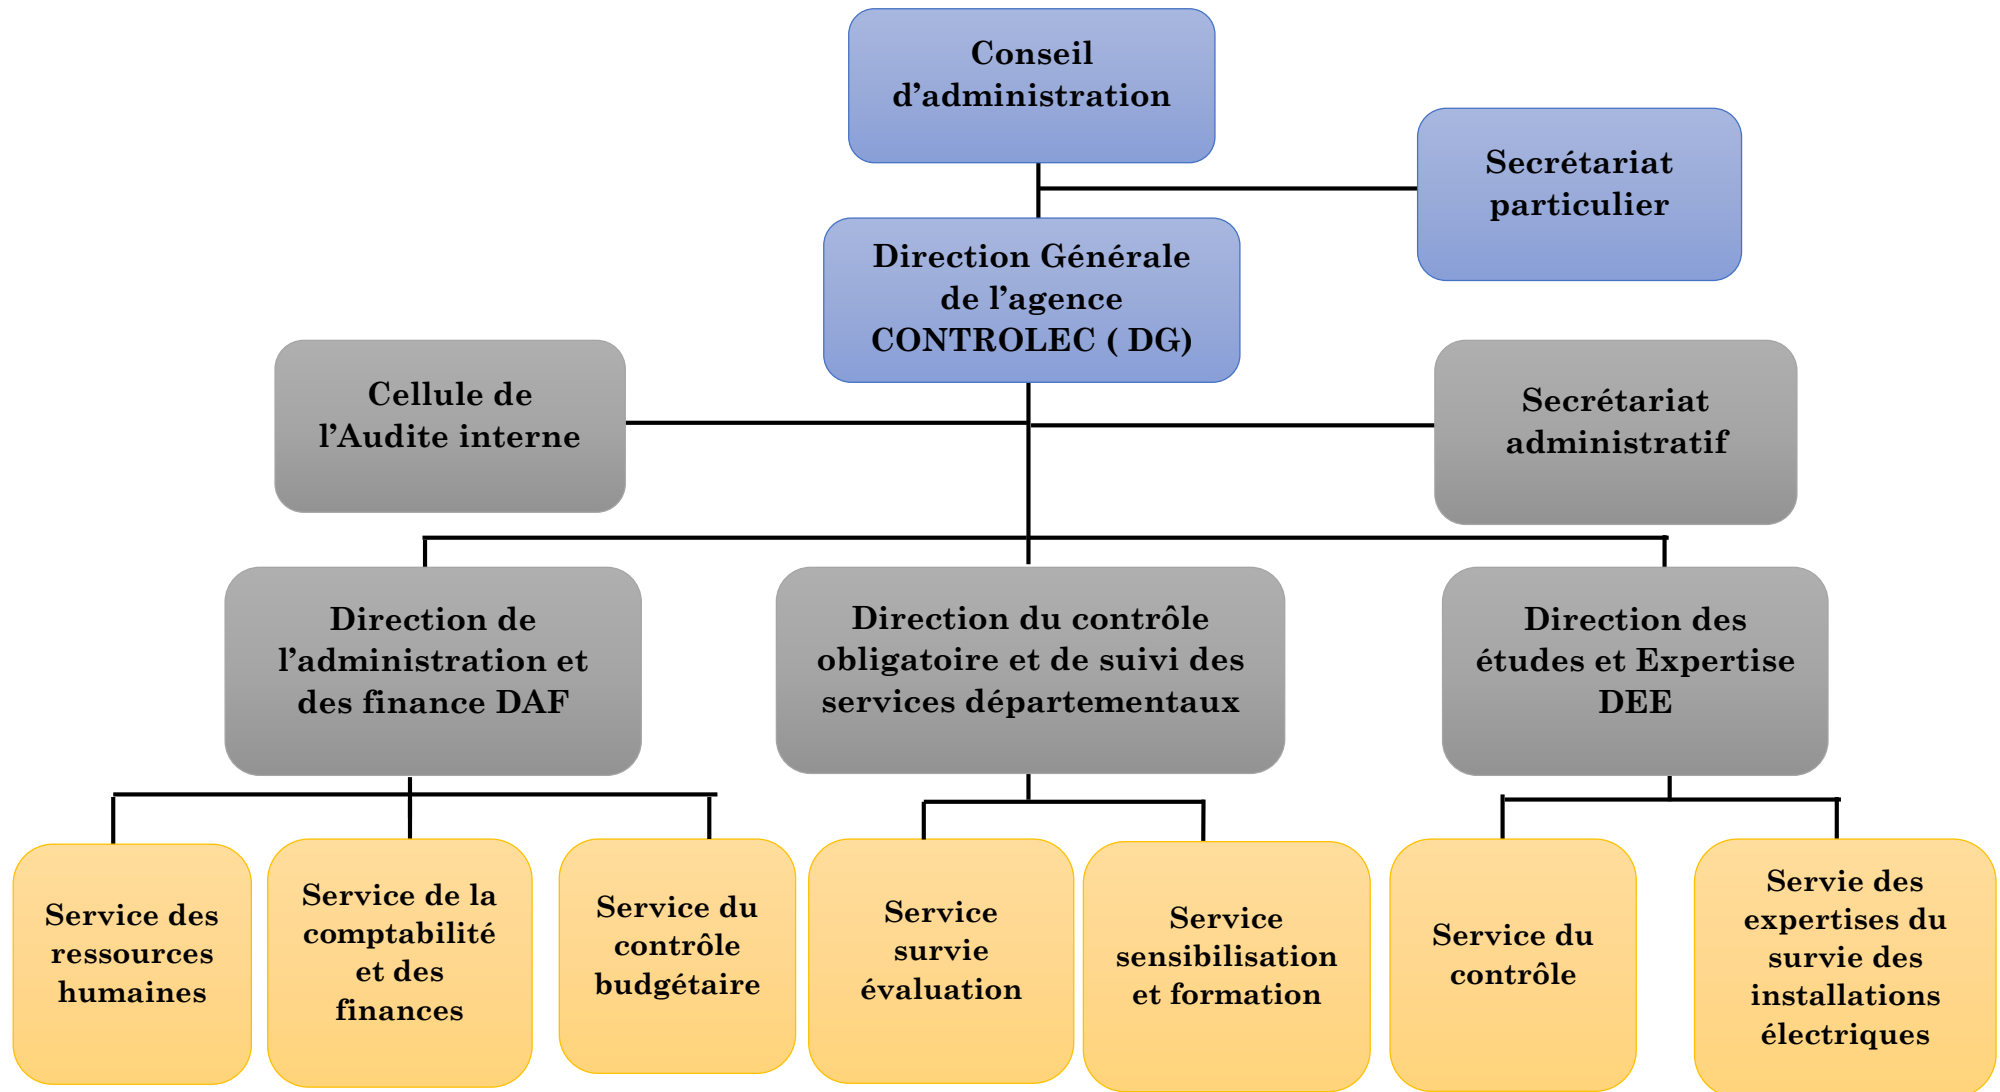 Conseil
d’administration
Secrétariat
particulier
Direction Générale
de l’agence
CONTROLEC ( DG)
Cellule de
l’Audite interne
Secrétariat
administratif
Direction de
l’administration et
des finance DAF
Direction du contrôle
obligatoire et de suivi des
services départementaux
Direction des
études et Expertise
DEE
Service des
ressources
humaines
Service de la
comptabilité
et des
finances
Service du
contrôle
budgétaire
Service
survie
évaluation
Service
sensibilisation
et formation
Service du
contrôle
Servie des
expertises du
survie des
installations
électriques